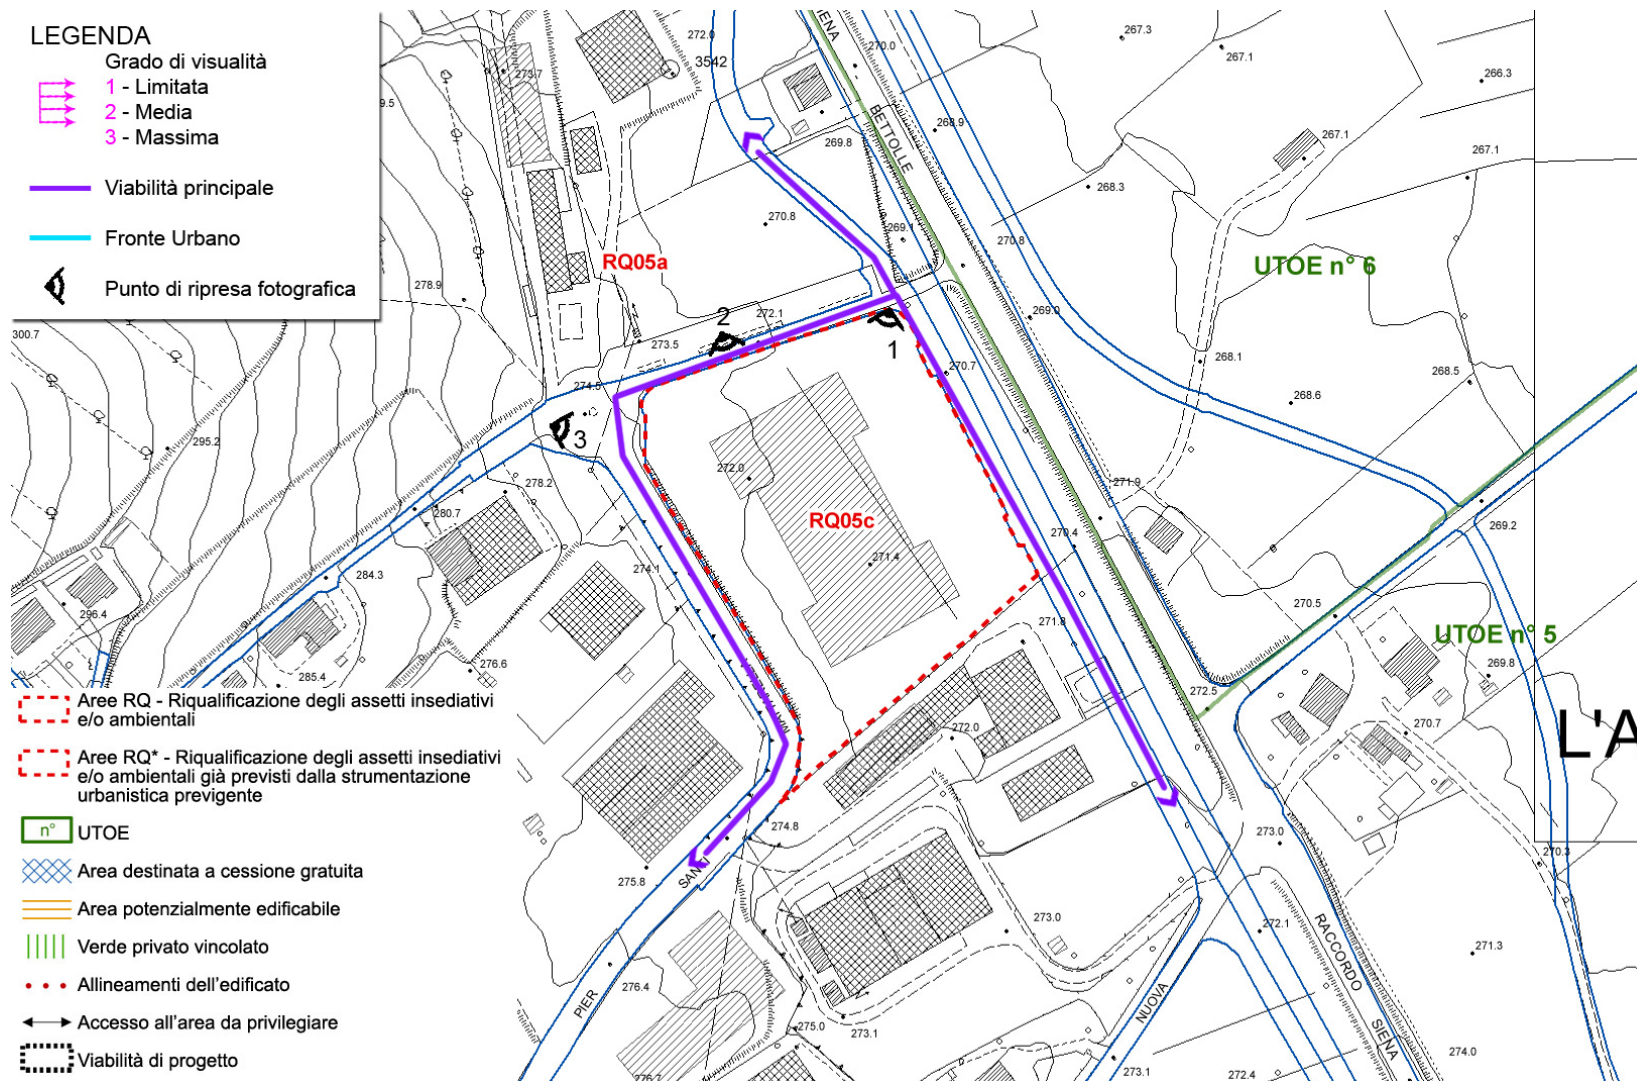 LEGENDA
Grado di visualità
1 - Limitata
2 - Media
3 - Massima
Viabilità principale
Fronte Urbano
Punto di ripresa fotografica
Aree RQ - Riqualificazione degli assetti insediativi
e/o ambientali
Aree RQ* - Riqualificazione degli assetti insediativi
e/o ambientali già previsti dalla strumentazione
urbanistica previgente
n° UTOE
Area destinata a cessione gratuita
Area potenzialmente edificabile
Verde privato vincolato
Allineamenti dell'edificato
Accesso all'area da privilegiare
Viabilità di progetto
272.0
3542
273.7
9.5
270.0
BETTOLLE
268.9
269.8
267.3
267.1
266.3
267.1
267.1
268.3
270.8
269.1
270.8
RQ05a
UTOE n° 6
278.9
300.7
272.1
2
1
273.5
269.0
268.1
270.7
268.5
274.5
268.6
3
295.2
272.0
278.2
280.7
271.9
RQ05c
270.4
269.2
271.4
274.1
284.3
296.4
270.5
271.8
UTOE n° 5
276.6
285.4
269.8
272.5
272.0
270.7
L'A
274.8
273.0
270.3
275.8
SANTI
273.0
272.1
271.3
RACCORDO
276.4
PIER
NUOVA
275.0
273.1
SIENA
274.0
276.7
273.1
272.4